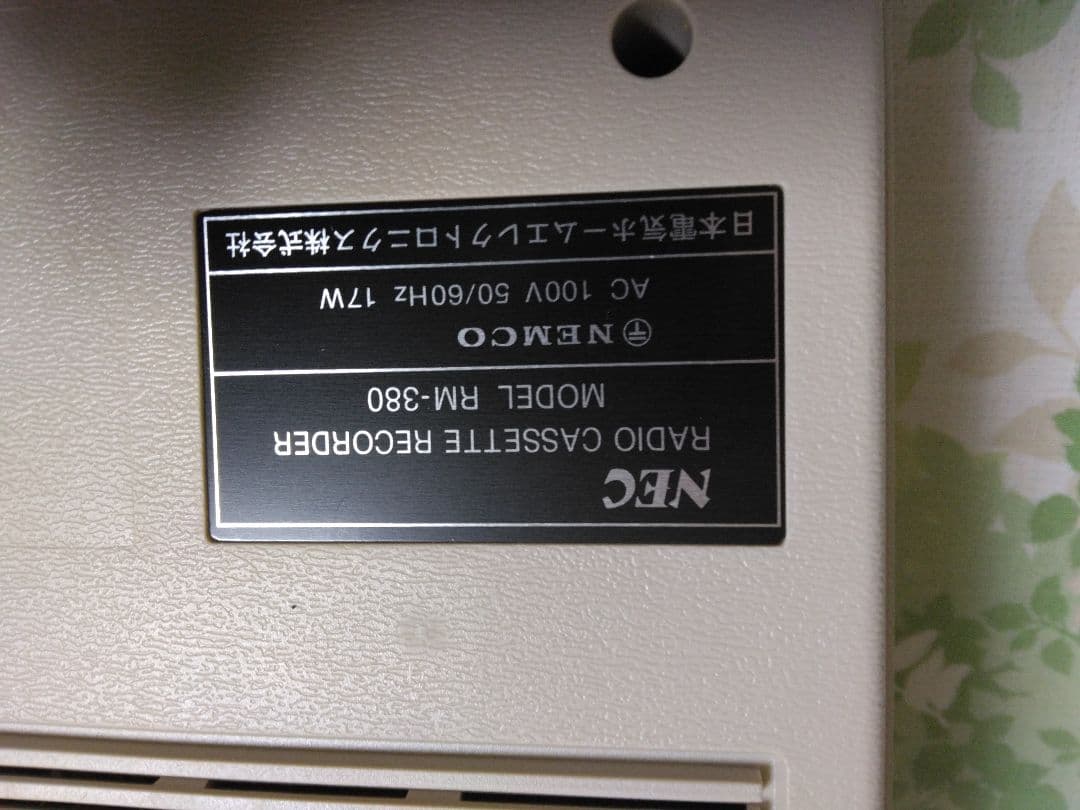 NEC
RADIO CASSETTE RECORDER
MODEL RM-380
〒 NEMCO
AC 100V 50/60Hz 17W
日本電気ホームエレクトロニクス株式会社